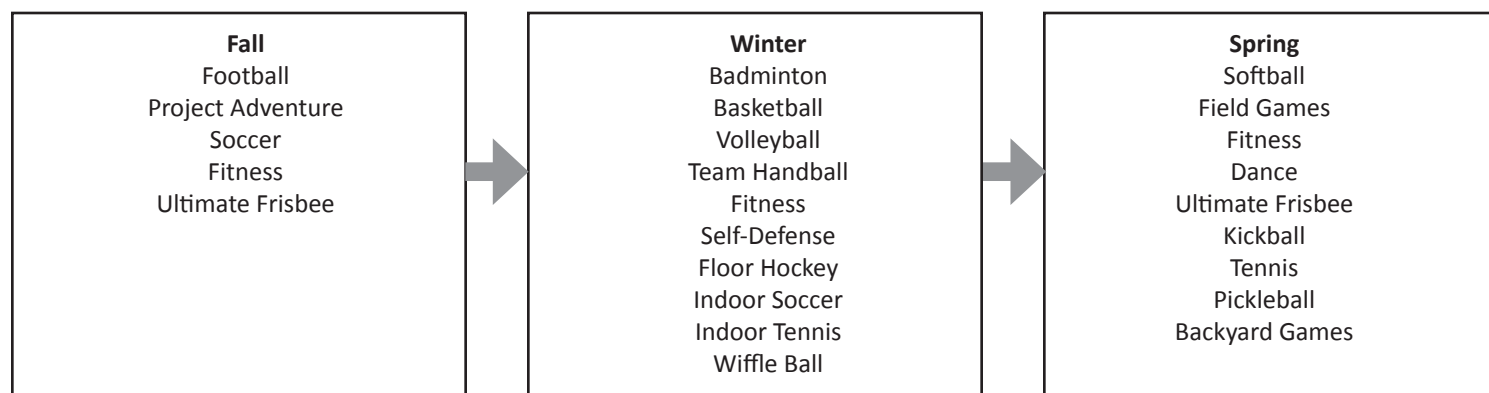 Fall
Football
Project Adventure
Soccer
Fitness
Ultimate Frisbee
Winter
Badminton
Basketball
Volleyball
Team Handball
Fitness
Self-Defense
Floor Hockey
Indoor Soccer
Indoor Tennis
Wiffle Ball
Spring
Softball
Field Games
Fitness
Dance
Ultimate Frisbee
Kickball
Tennis
Pickleball
Backyard Games